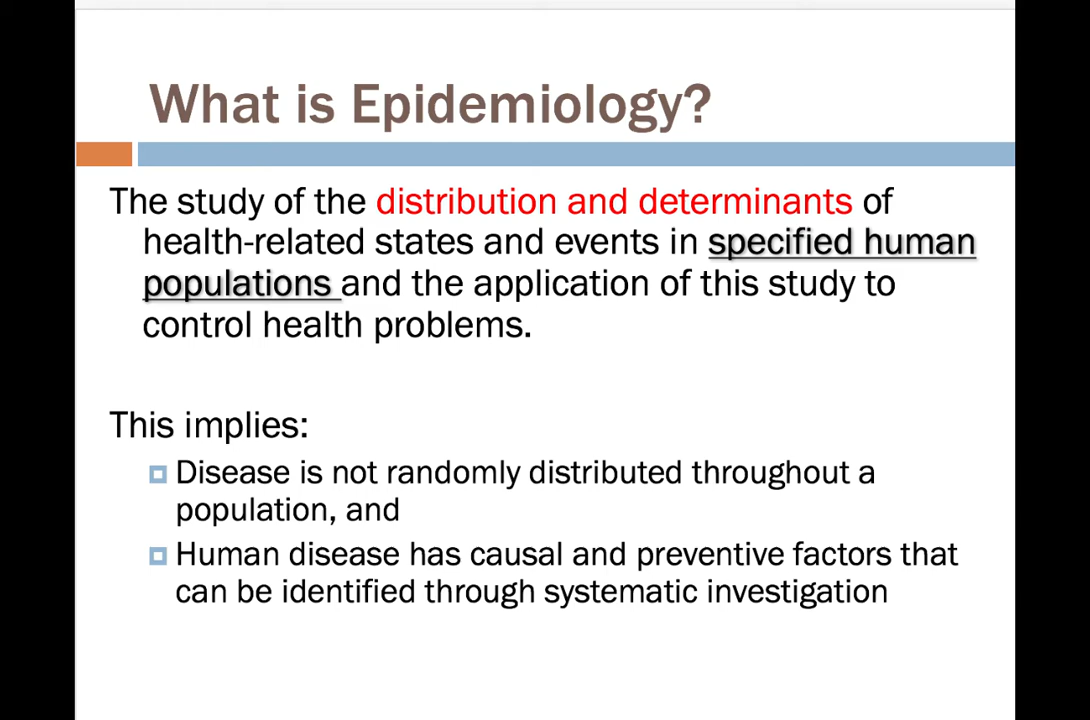 What is Epidemiology?
The study of the distribution and determinants of
health-related states and events in specified human
populations and the application of this study to
control health problems.
This implies:
Disease is not randomly distributed throughout a
population, and
Human disease has causal and preventive factors that
can be identified through systematic investigation